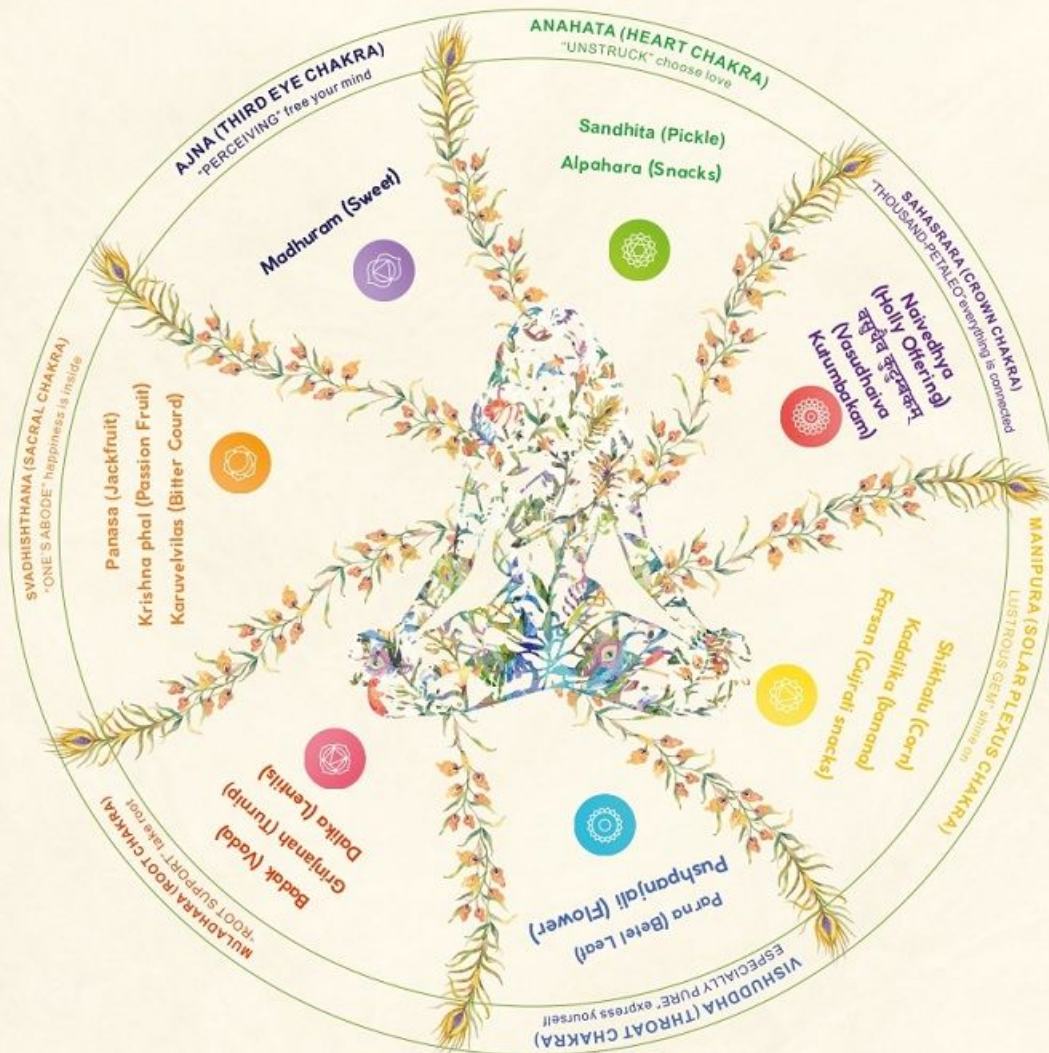 ANAHATA (HEART CHAKRA)
"UNSTRUCK" choose love
Sandhita (Pickle)
Alpahara (Snacks)
SAHASRARA (CROWN CHAKRA)
"THOUSAND-PETALEO"everything is connected
Naivedhya
(Holly Offering)
वसुधैव कुटुम्बकम्
(Vasudhaiva
Kutumbakam)
MANIPURA (SOLAR PLEXUS CHAKRA)
LUSTROUS GEN" shine on
Shikhalu (Corn)
Kadalika (banana)
Farsan (Gujrati snacks)
VISHUDDHA (THROAT CHAKRA)
ESPECIALLY PURE" express yourself
Parna (Betel Leaf)
Pushpanjali (Flower)
MULADHARA (ROOT CHAKRA)
"ROOT SUPPORT" take root
Badak (Vada)
Grinjanah (Turnip)
Dalika (Lentils)
SVADHISHTHANA (SACRAL CHAKRA)
"ONE'S ABODE" happiness is inside
Panasa (Jackfruit)
Krishna phal (Passion Fruit)
Karuvelvilas (Bitter Courd)
AJNA (THIRD EYE CHAKRA)
"PERCEIVING" free your mind
Madhuram (Sweet)